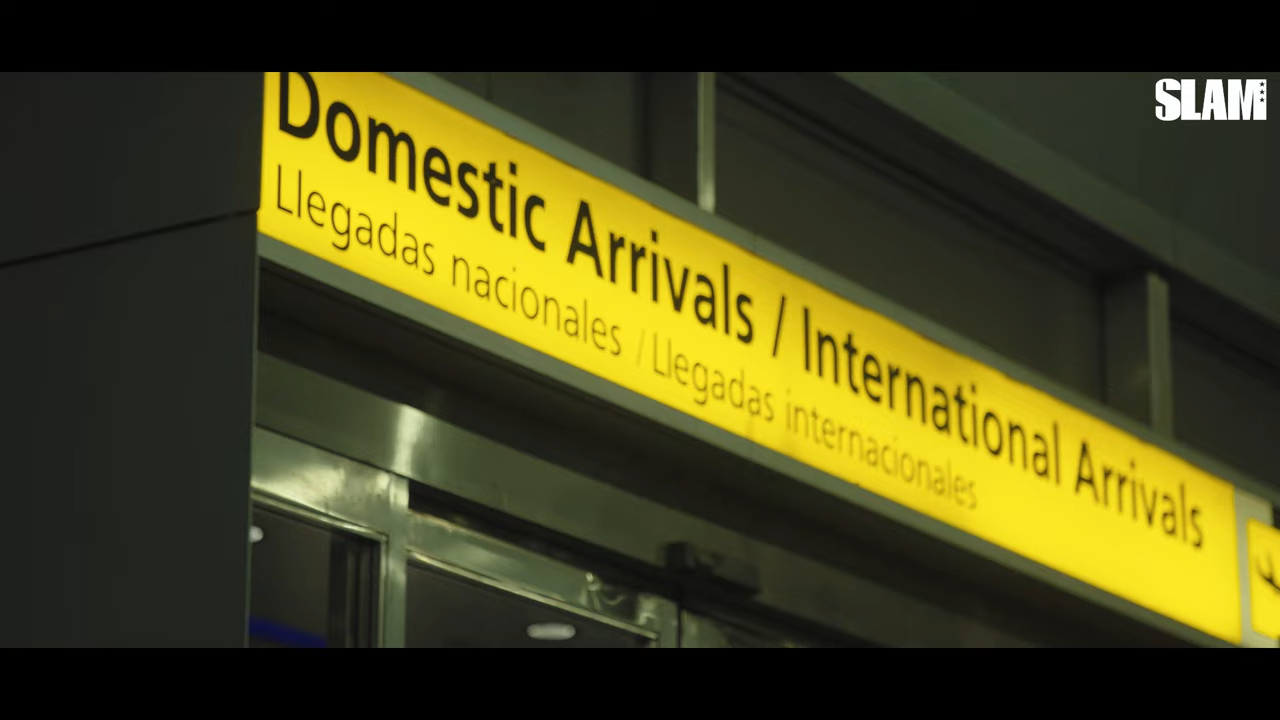 SLAM
Domestic Arrivals / International Arrivals
Llegadas nacionales / Llegadas internacionales